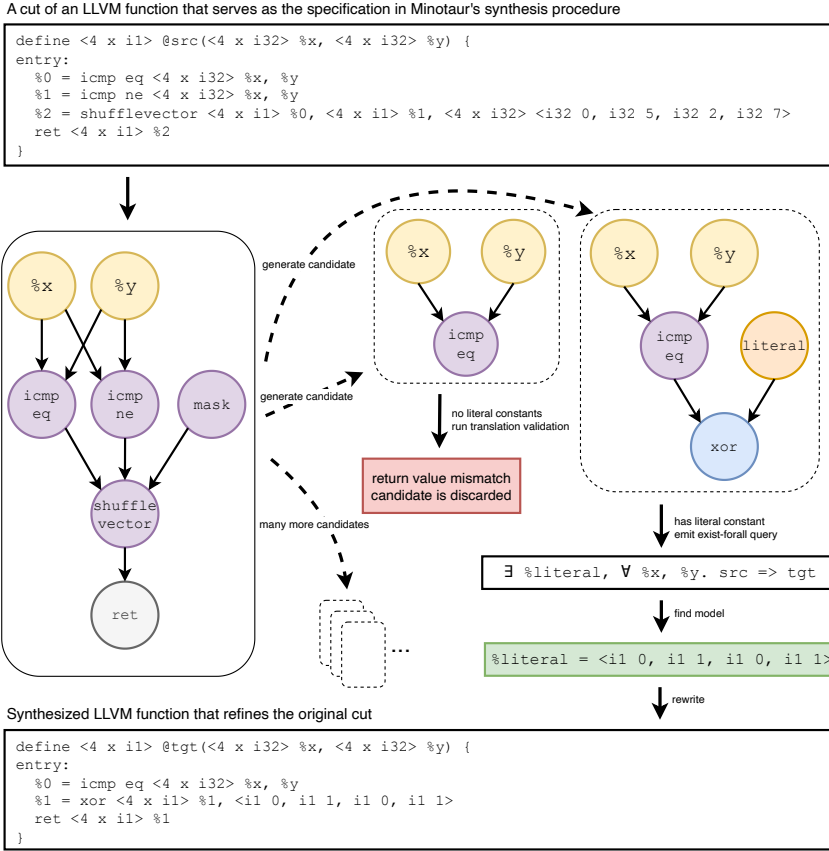 A cut of an LLVM function that serves as the specification in Minotaur's synthesis procedure
define <4 x i1> @src(<4 x i32> %x, <4 x i32> %y) {
entry:
  %0 = icmp eq <4 x i32> %x, %y
  %1 = icmp ne <4 x i32> %x, %y
  %2 = shufflevector <4 x i1> %0, <4 x i1> %1, <4 x i32> <i32 0, i32 5, i32 2, i32 7>
  ret <4 x i1> %2
}
%x
%y
icmp
eq
icmp
ne
mask
shuffle
vector
ret
generate candidate
generate candidate
many more candidates
...
%x
%y
icmp
eq
no literal constants
run translation validation
return value mismatch
candidate is discarded
%x
%y
icmp
eq
literal
xor
has literal constant
emit exist-forall query
∃ %literal, ∀ %x, %y. src => tgt
find model
%literal = <i1 0, i1 1, i1 0, i1 1>
rewrite
Synthesized LLVM function that refines the original cut
define <4 x i1> @tgt(<4 x i32> %x, <4 x i32> %y) {
entry:
  %0 = icmp eq <4 x i32> %x, %y
  %1 = xor <4 x i1> %1, <i1 0, i1 1, i1 0, i1 1>
  ret <4 x i1> %1
}